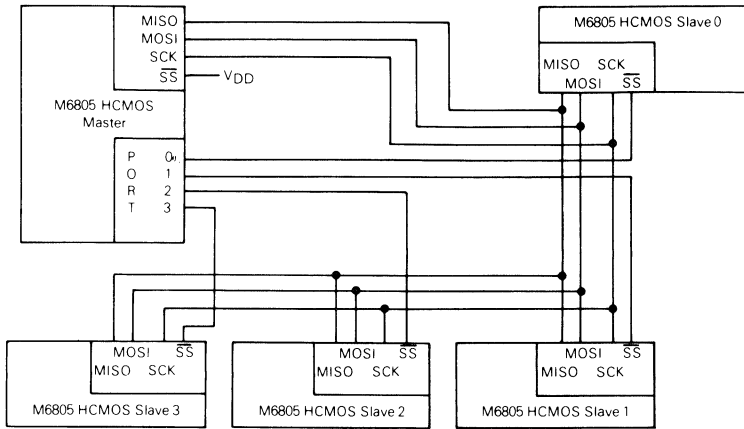 MISO
MOSI
SCK
SS
VDD
M6805 HCMOS
Master
P 0
O 1
R 2
T 3
M6805 HCMOS Slave 0
MISO SCK
MOSI SS
MOSI SS
MISO SCK
M6805 HCMOS Slave 3
MOSI SS
MISO SCK
M6805 HCMOS Slave 2
MOSI SS
MISO SCK
M6805 HCMOS Slave 1